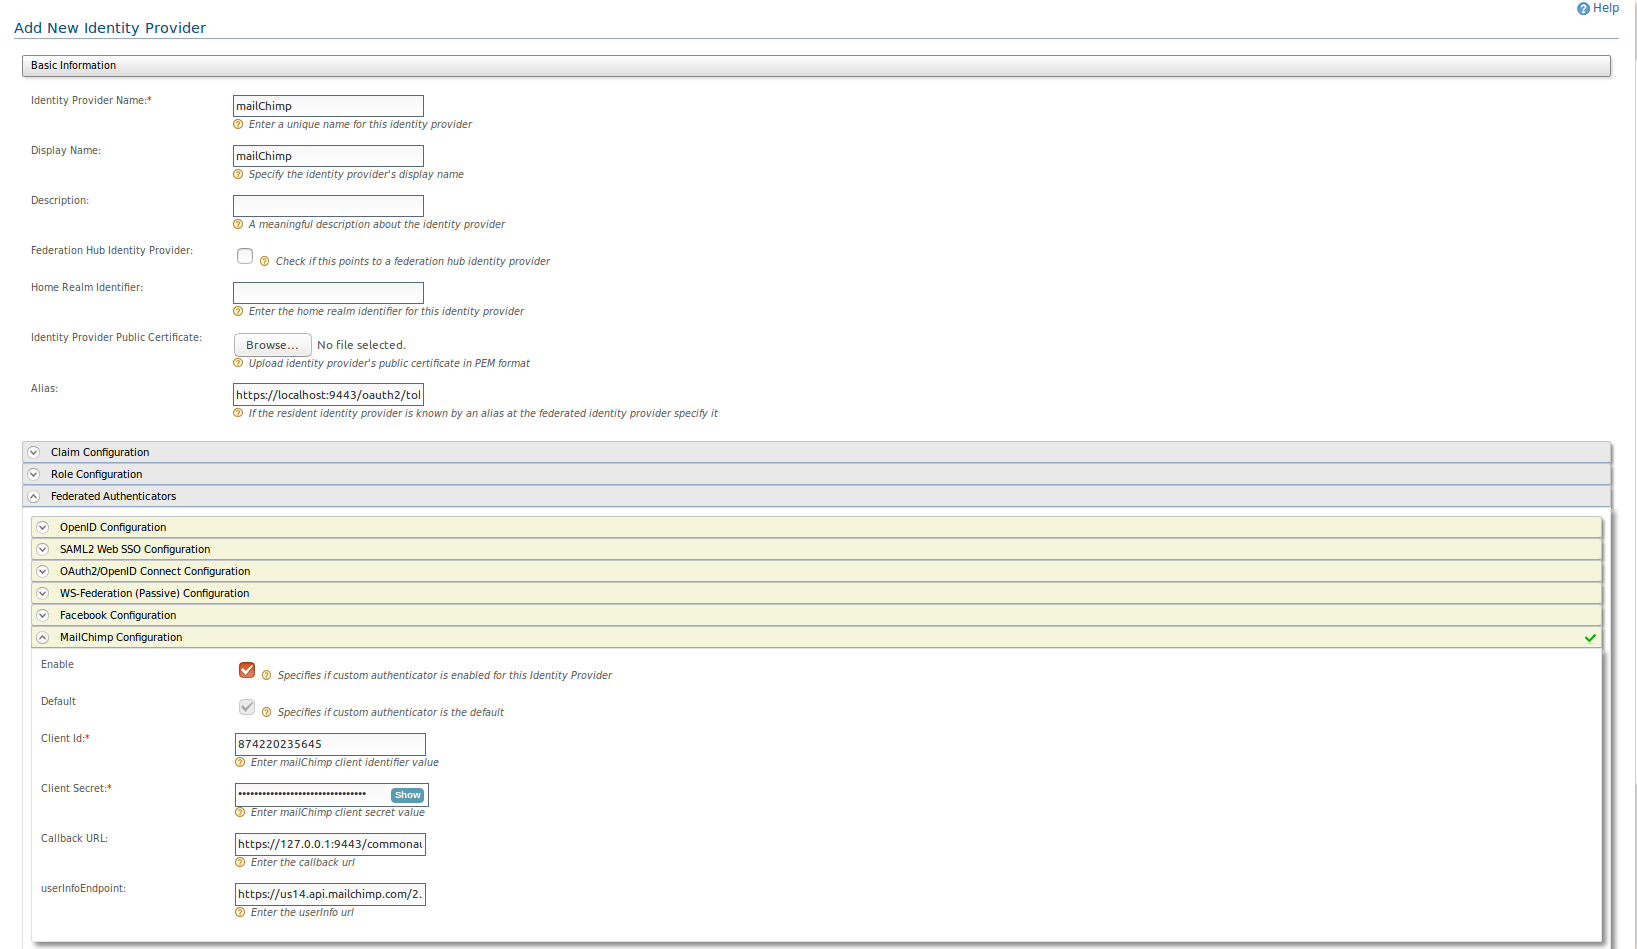 Help
Add New Identity Provider
Basic Information
Identity Provider Name:*
mailChimp
Enter a unique name for this identity provider
Display Name:
mailChimp
Specify the identity provider's display name
Description:
A meaningful description about the identity provider
Federation Hub Identity Provider:
Check if this points to a federation hub identity provider
Home Realm Identifier:
Enter the home realm identifier for this identity provider
Identity Provider Public Certificate:
Browse... No file selected.
Upload identity provider's public certificate in PEM format
Alias:
https://localhost:9443/oauth2/tol
If the resident identity provider is known by an alias at the federated identity provider specify it
Claim Configuration
Role Configuration
Federated Authenticators
OpenID Configuration
SAML2 Web SSO Configuration
OAuth2/OpenID Connect Configuration
WS-Federation (Passive) Configuration
Facebook Configuration
MailChimp Configuration
Enable
Specifies if custom authenticator is enabled for this Identity Provider
Default
Specifies if custom authenticator is the default
Client Id:*
874220235645
Enter mailChimp client identifier value
Client Secret:*
Show
Enter mailChimp client secret value
Callback URL:
https://127.0.0.1:9443/commonau
Enter the callback url
userInfoEndpoint:
https://us14.api.mailchimp.com/2.
Enter the userInfo url